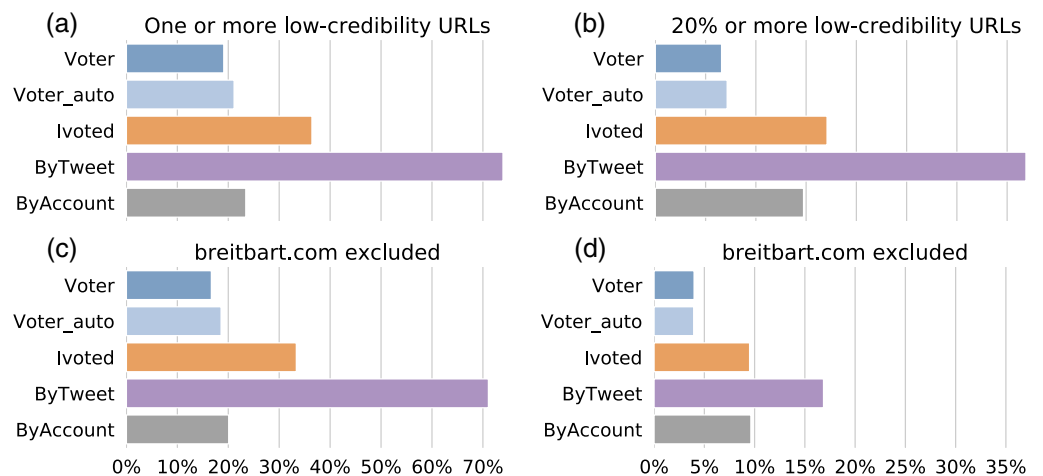 (a) One or more low-credibility URLs
Voter
Voter_auto
Ivoted
ByTweet
ByAccount
(b) 20% or more low-credibility URLs
Voter
Voter_auto
Ivoted
ByTweet
ByAccount
(c) breitbart.com excluded
Voter
Voter_auto
Ivoted
ByTweet
ByAccount
0% 10% 20% 30% 40% 50% 60% 70%
(d) breitbart.com excluded
Voter
Voter_auto
Ivoted
ByTweet
ByAccount
0% 5% 10% 15% 20% 25% 30% 35%